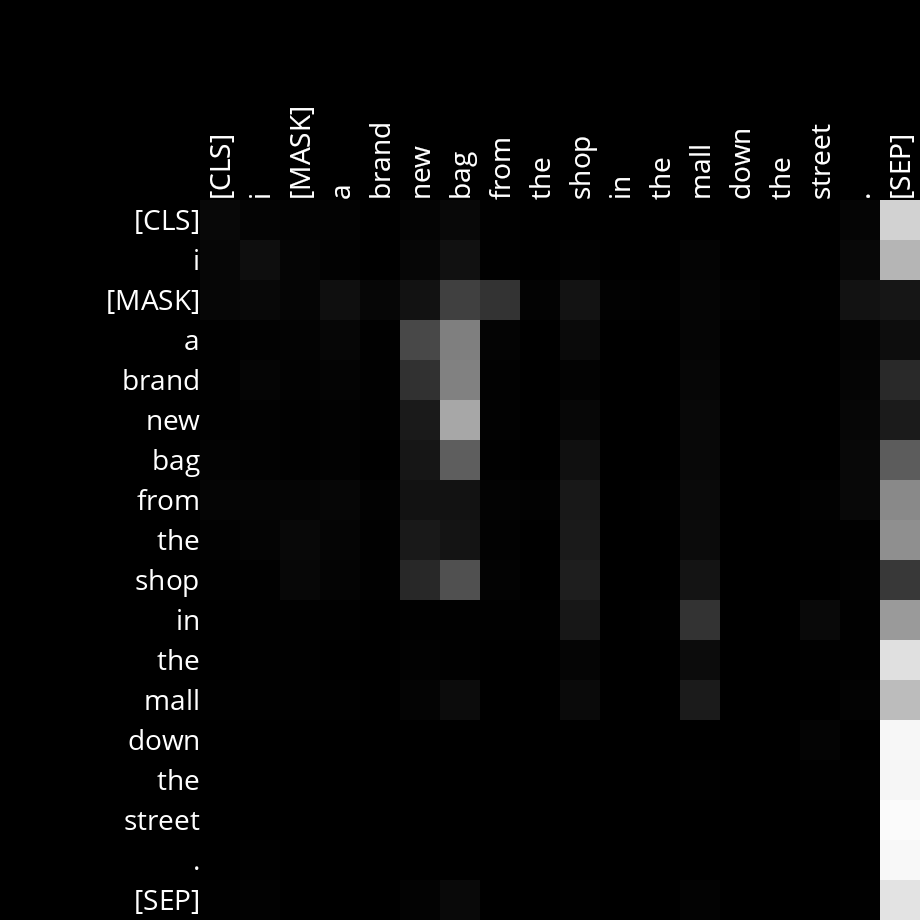 [CLS] i [MASK] a brand new bag from the shop in the mall down the street . [SEP]
[CLS]
i
[MASK]
a
brand
new
bag
from
the
shop
in
the
mall
down
the
street
.
[SEP]